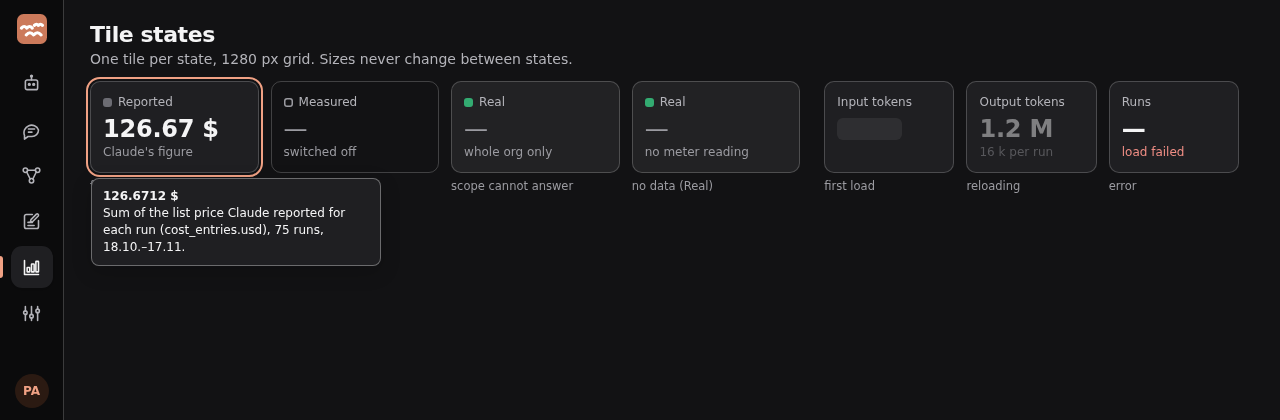 Tile states
One tile per state, 1280 px grid. Sizes never change between states.
Reported
126.67 $
Claude's figure
Measured
—
switched off
Real
—
whole org only
scope cannot answer
Real
—
no meter reading
no data (Real)
Input tokens
first load
Output tokens
1.2 M
16 k per run
reloading
Runs
—
load failed
error
126.6712 $
Sum of the list price Claude reported for
each run (cost_entries.usd), 75 runs,
18.10.–17.11.
PA